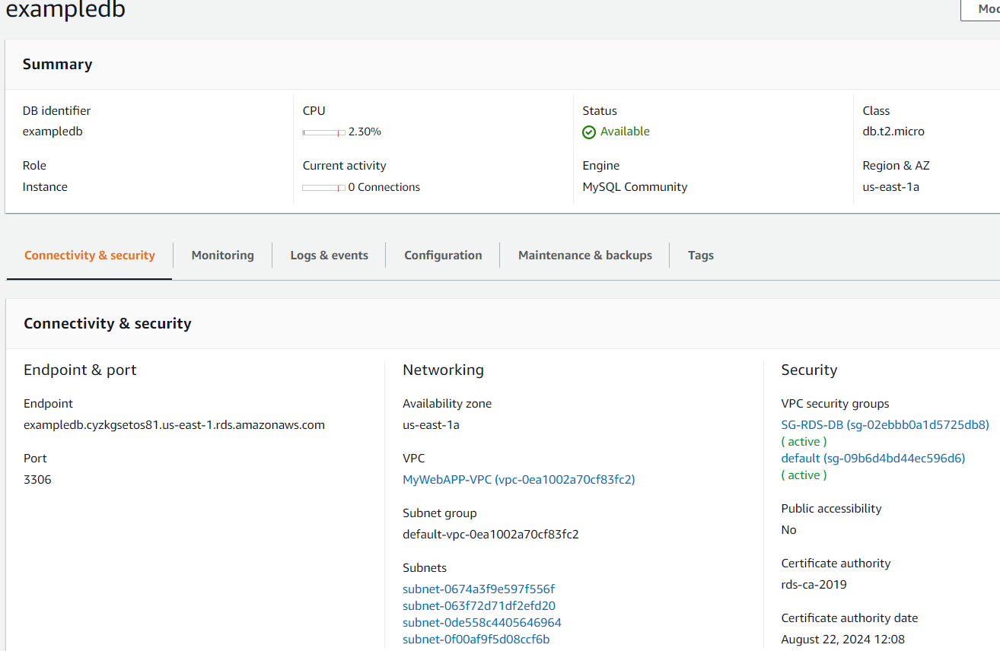 exampledb
Summary
DB identifier
exampledb
CPU
2.30%
Status
Available
Class
db.t2.micro
Role
Instance
Current activity
0 Connections
Engine
MySQL Community
Region & AZ
us-east-1a
Connectivity & security
Monitoring
Logs & events
Configuration
Maintenance & backups
Tags
Connectivity & security
Endpoint & port
Endpoint
exampledb.cyzkgsetos81.us-east-1.rds.amazonaws.com
Port
3306
Networking
Availability zone
us-east-1a
VPC
MyWebAPP-VPC (vpc-0ea1002a70cf83fc2)
Subnet group
default-vpc-0ea1002a70cf83fc2
Subnets
subnet-0674a3f9e597f556f
subnet-063f72d71df2efd20
subnet-0de558c4405646964
subnet-0f00af9f5d08ccf6b
Security
VPC security groups
SG-RDS-DB (sg-02ebbb0a1d5725db8)
( active )
default (sg-09b6d4bd44ec596d6)
( active )
Public accessibility
No
Certificate authority
rds-ca-2019
Certificate authority date
August 22, 2024 12:08